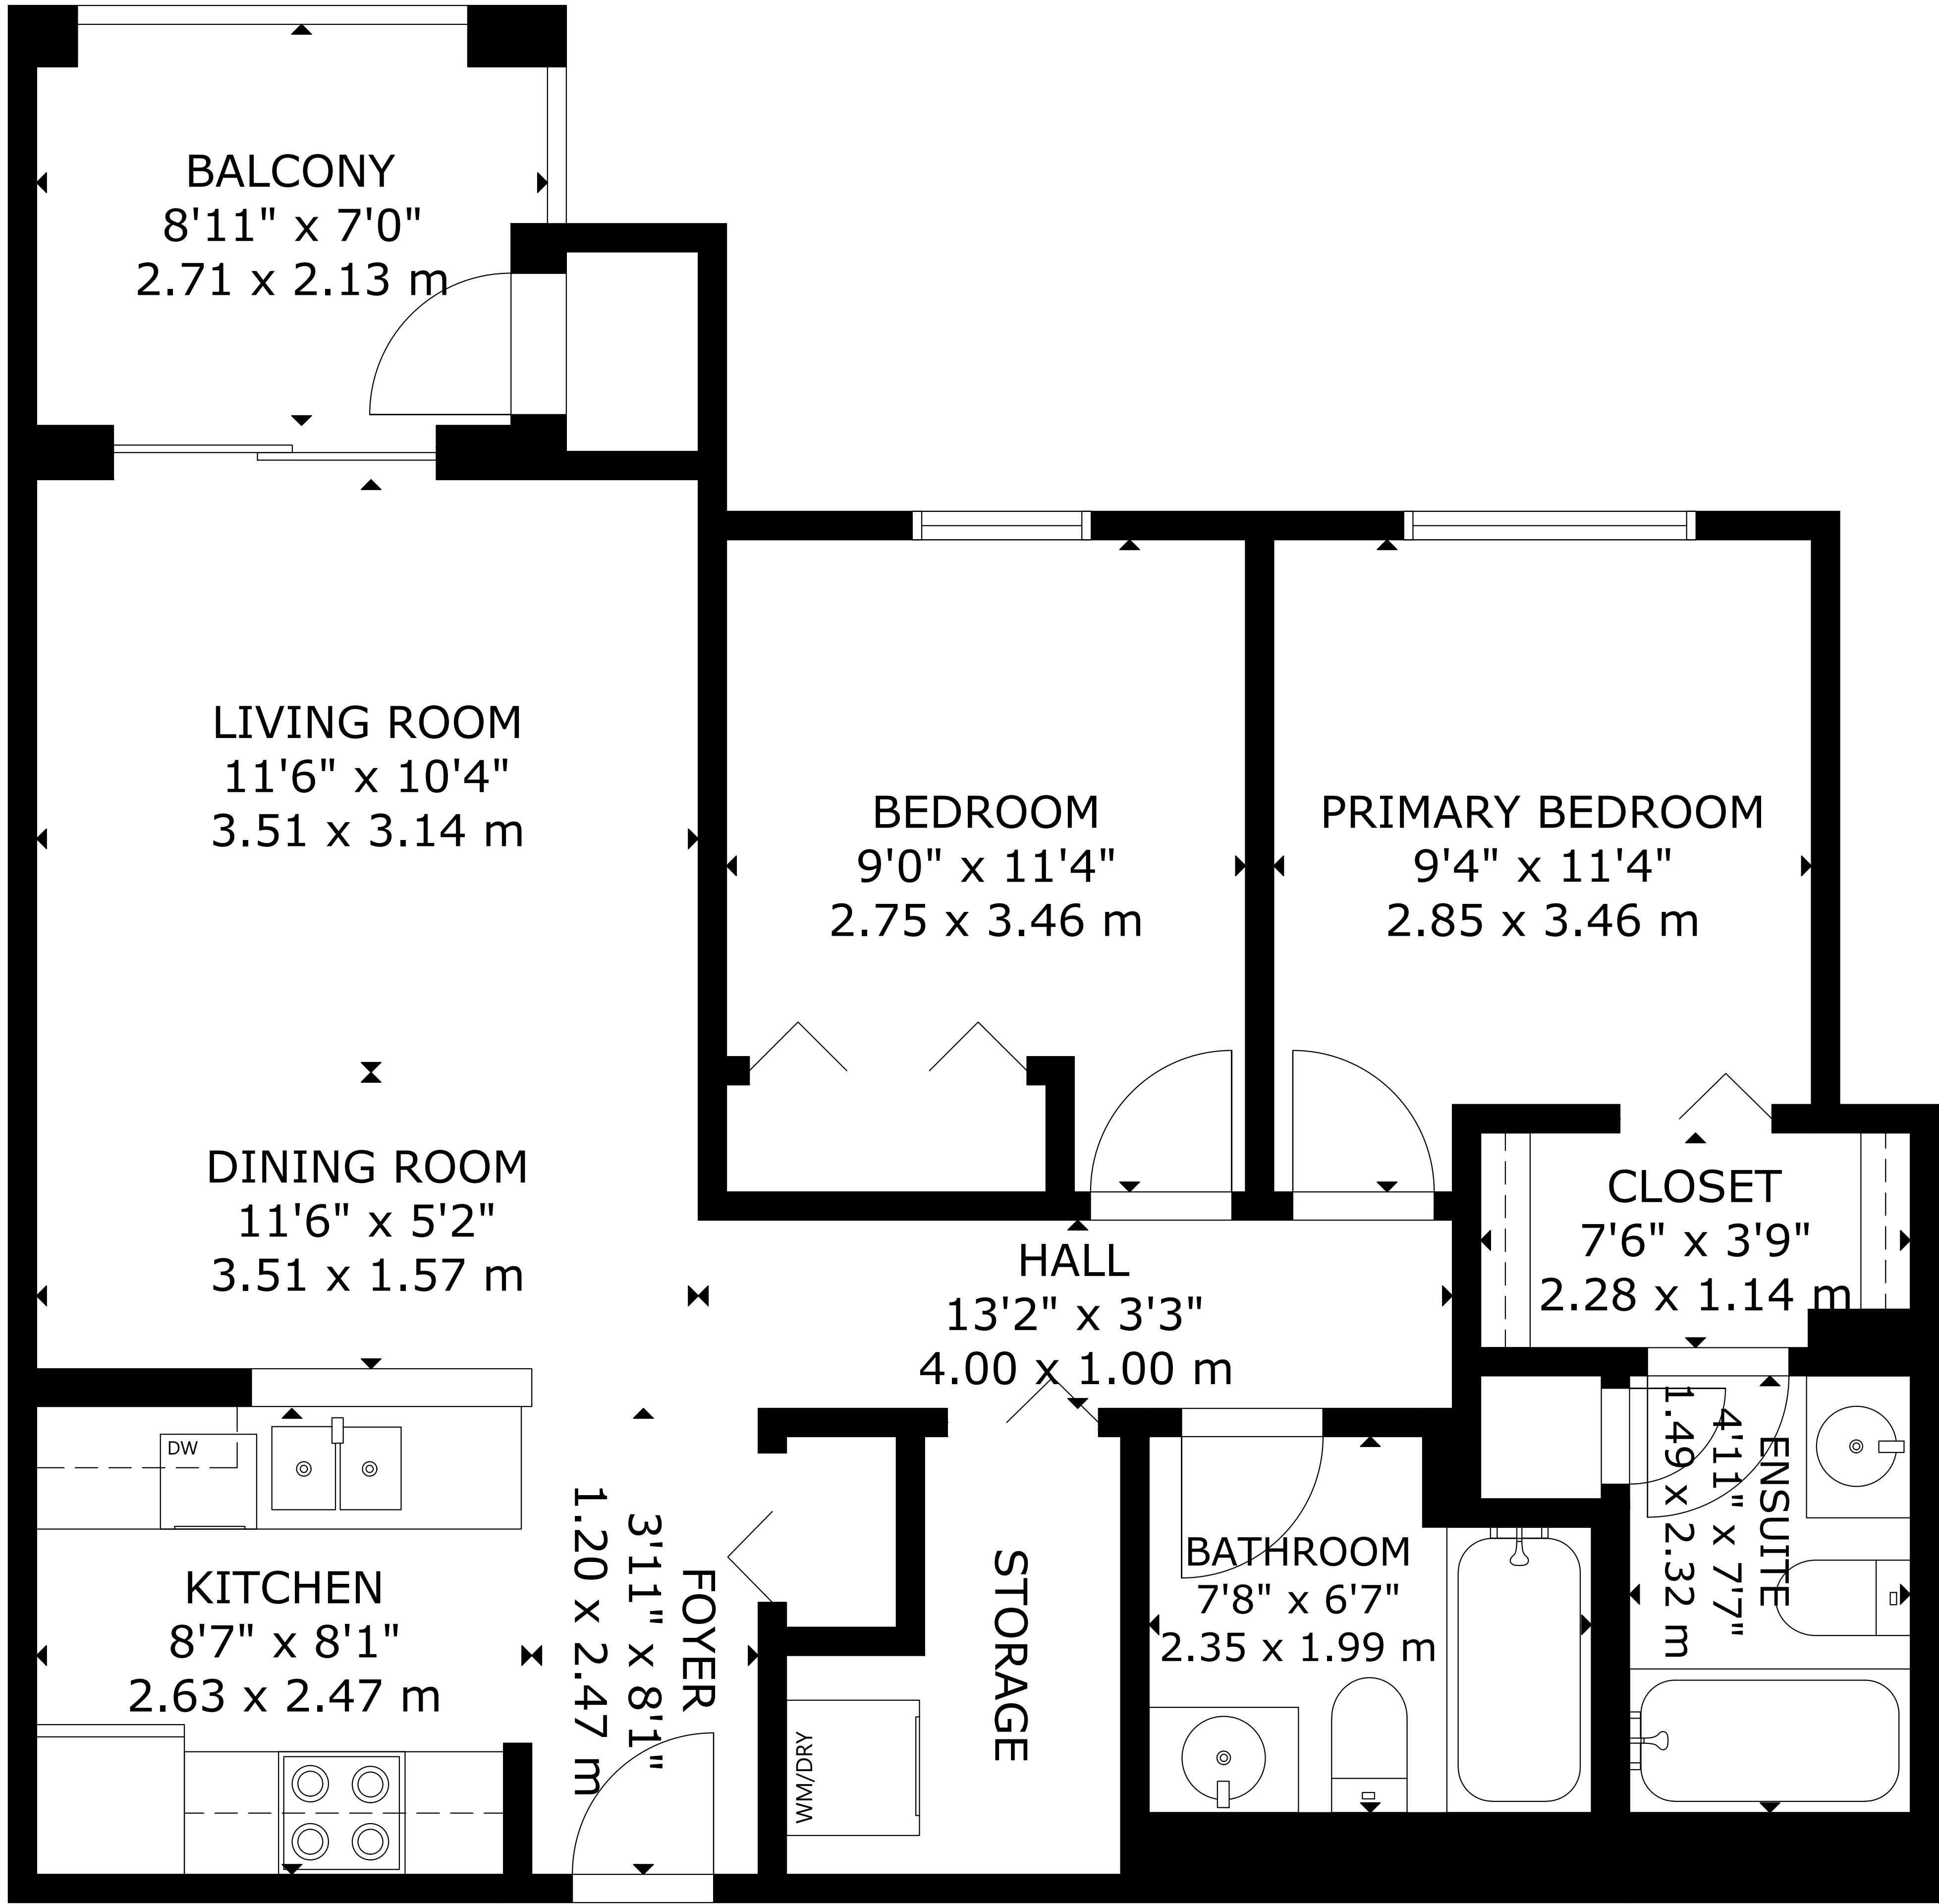 BALCONY
8'11" x 7'0"
2.71 x 2.13 m
LIVING ROOM
11'6" x 10'4"
3.51 x 3.14 m
BEDROOM
9'0" x 11'4"
2.75 x 3.46 m
PRIMARY BEDROOM
9'4" x 11'4"
2.85 x 3.46 m
DINING ROOM
11'6" x 5'2"
3.51 x 1.57 m
HALL
13'2" x 3'3"
4.00 x 1.00 m
CLOSET
7'6" x 3'9"
2.28 x 1.14 m
DW
KITCHEN
8'7" x 8'1"
2.63 x 2.47 m
FOYER
3'11" x 8'1"
1.20 x 2.47 m
STORAGE
WM/DRY
BATHROOM
7'8" x 6'7"
2.35 x 1.99 m
ENSUITE
4'11" x 7'7"
1.49 x 2.32 m